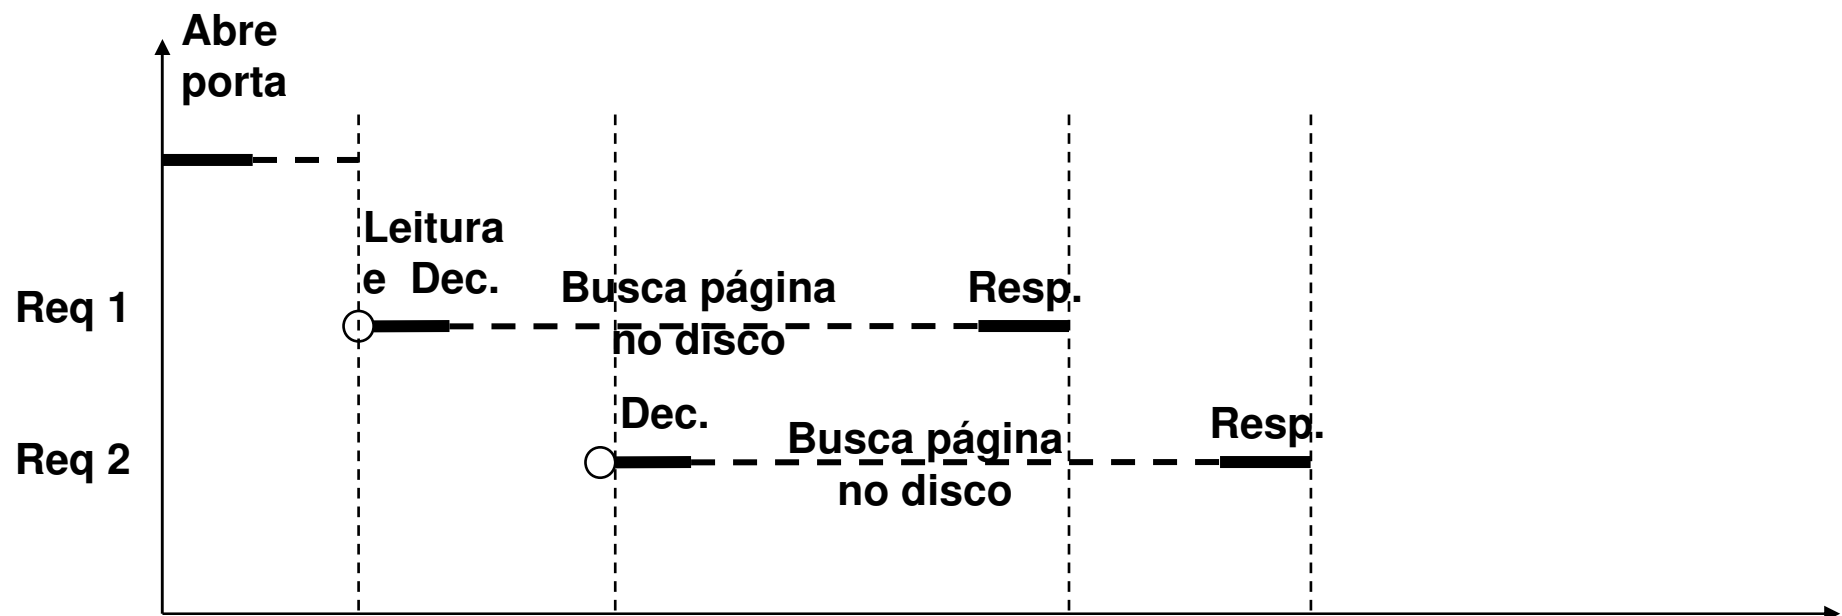 Abre
porta
Leitura
e Dec.
Req 1
Busca página
no disco
Resp.
Dec.
Req 2
Busca página
no disco
Resp.